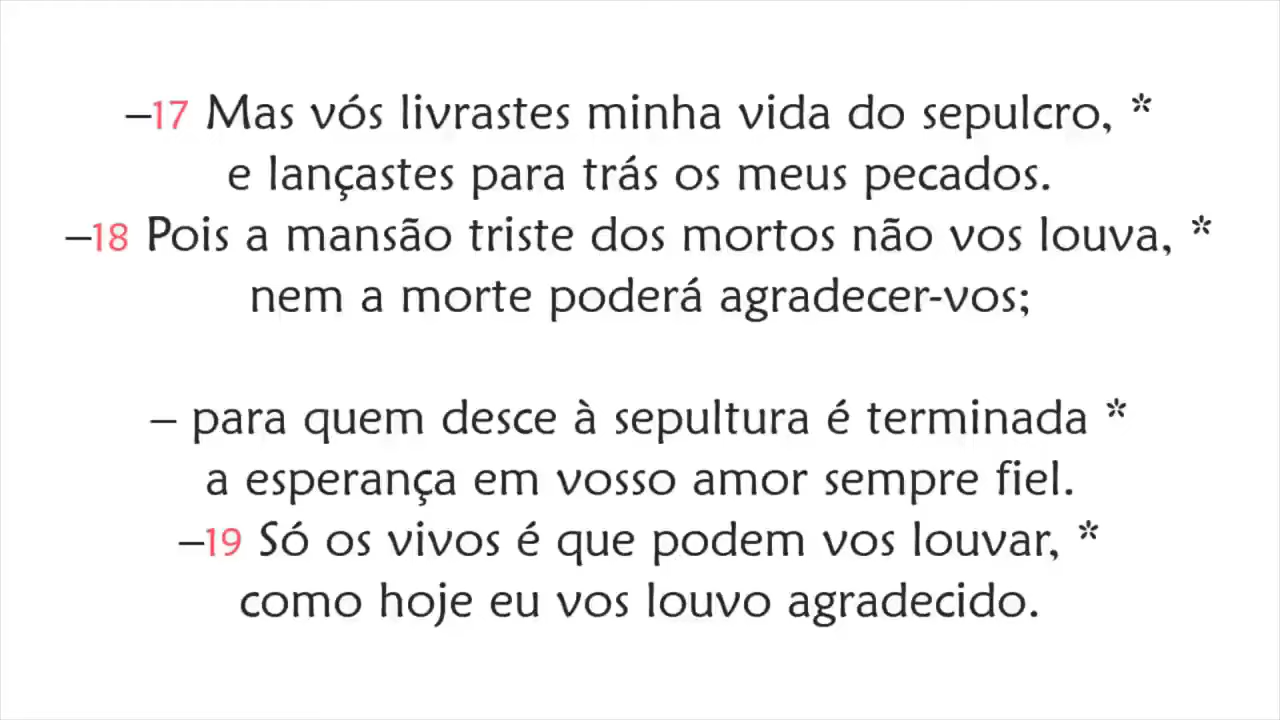 –17 Mas vós livrastes minha vida do sepulcro, *
e lançastes para trás os meus pecados.
–18 Pois a mansão triste dos mortos não vos louva, *
nem a morte poderá agradecer-vos;
– para quem desce à sepultura é terminada *
a esperança em vosso amor sempre fiel.
–19 Só os vivos é que podem vos louvar, *
como hoje eu vos louvo agradecido.